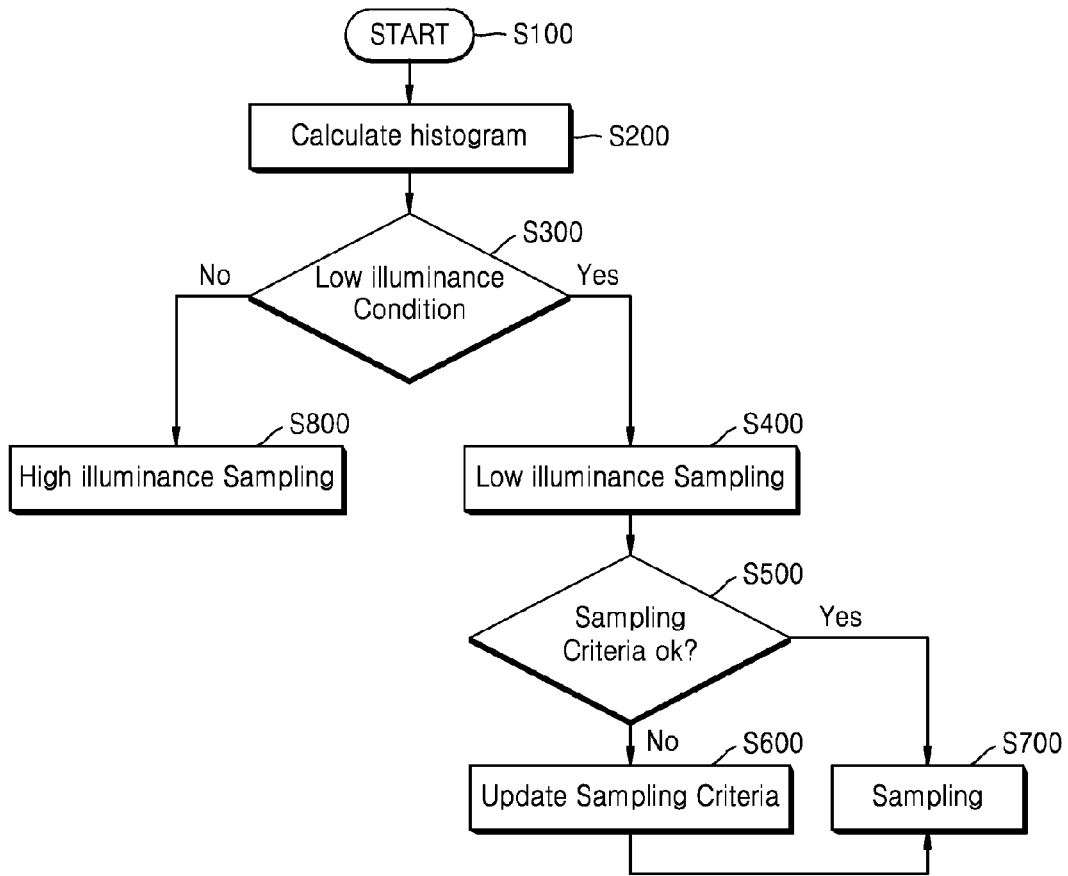 START
S100
Calculate histogram
S200
S300
No
Low illuminance
Condition
Yes
S800
High illuminance Sampling
S400
Low illuminance Sampling
S500
Sampling
Criteria ok?
Yes
No
S600
Update Sampling Criteria
S700
Sampling